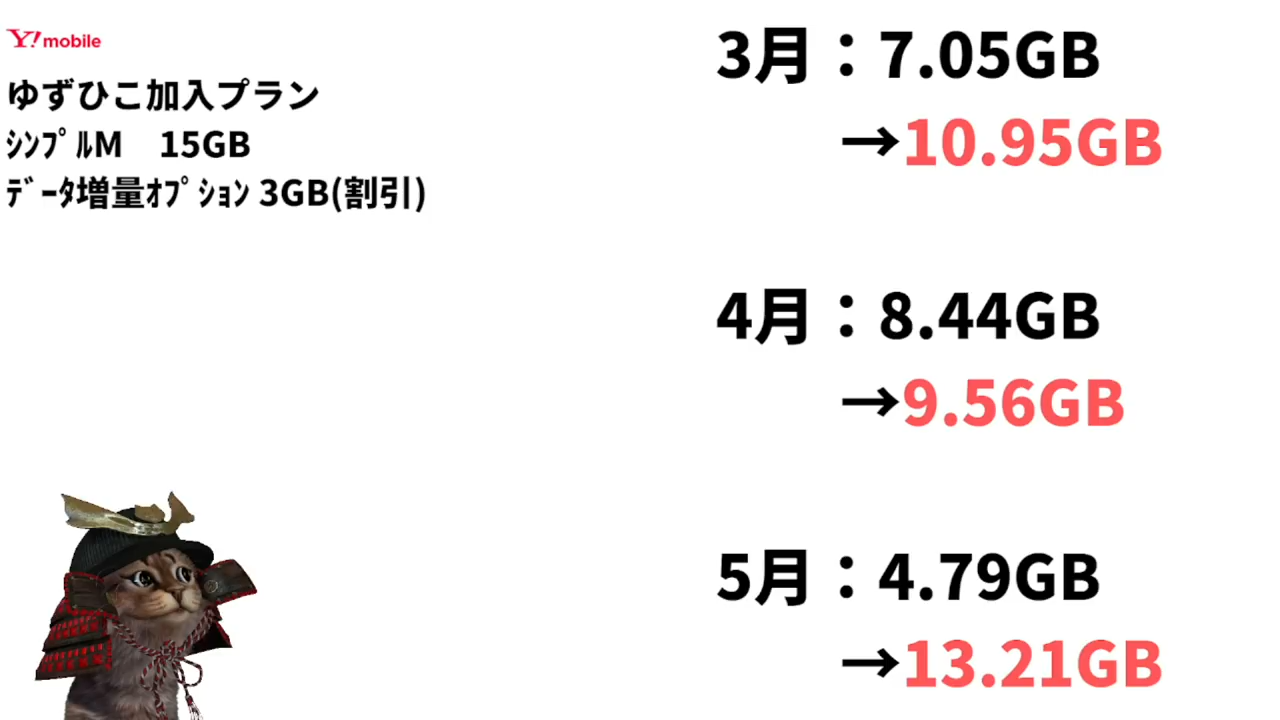 Y!mobile
ゆずひこ加入プラン
ｼﾝﾌﾟﾙM　15GB
ﾃﾞｰﾀ増量ｵﾌﾟｼｮﾝ 3GB(割引)
3月：7.05GB
→10.95GB
4月：8.44GB
→9.56GB
5月：4.79GB
→13.21GB